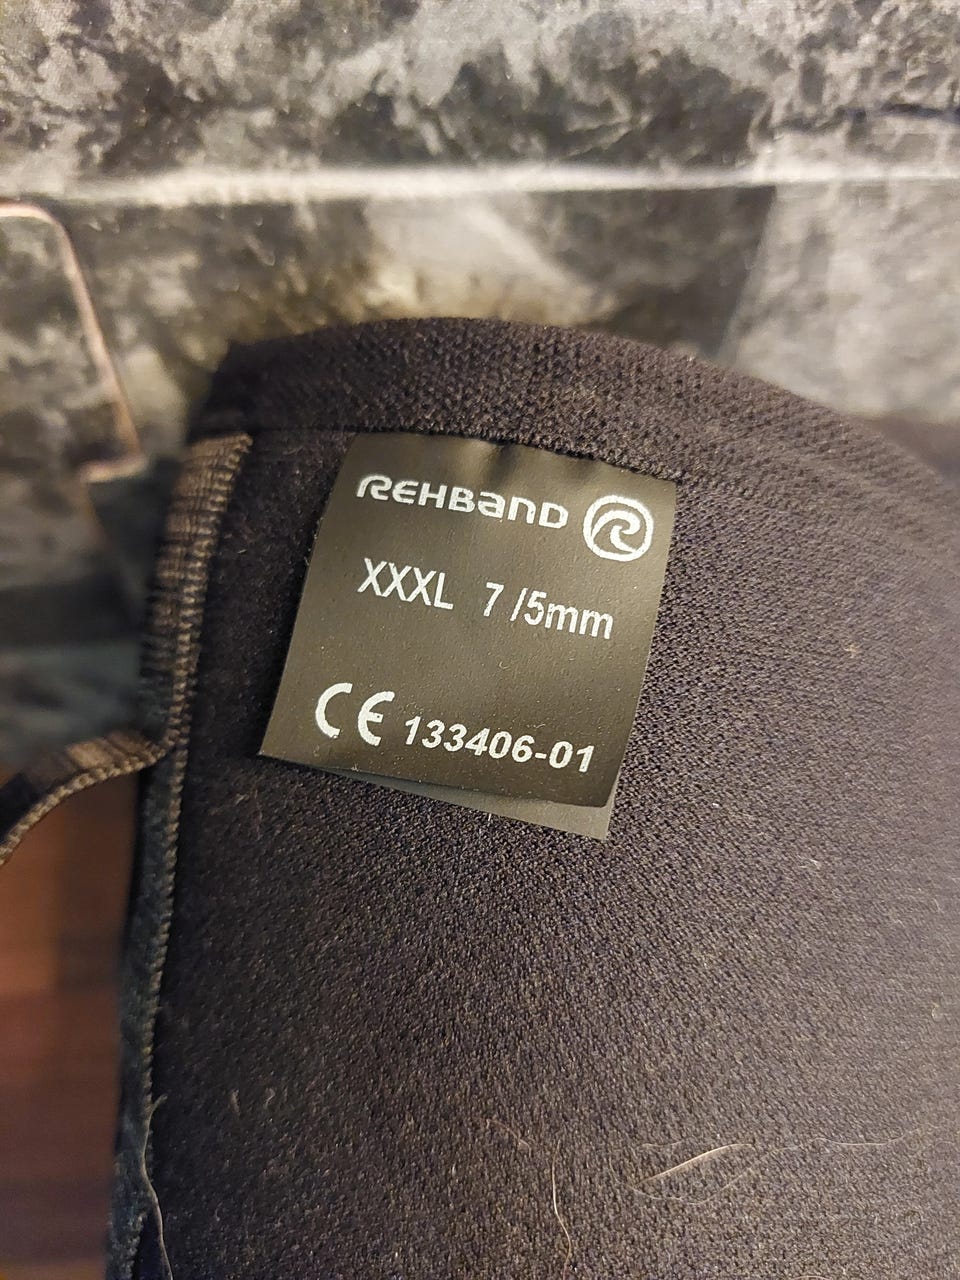 REHBAND
XXXL 7 /5mm
CE 133406-01